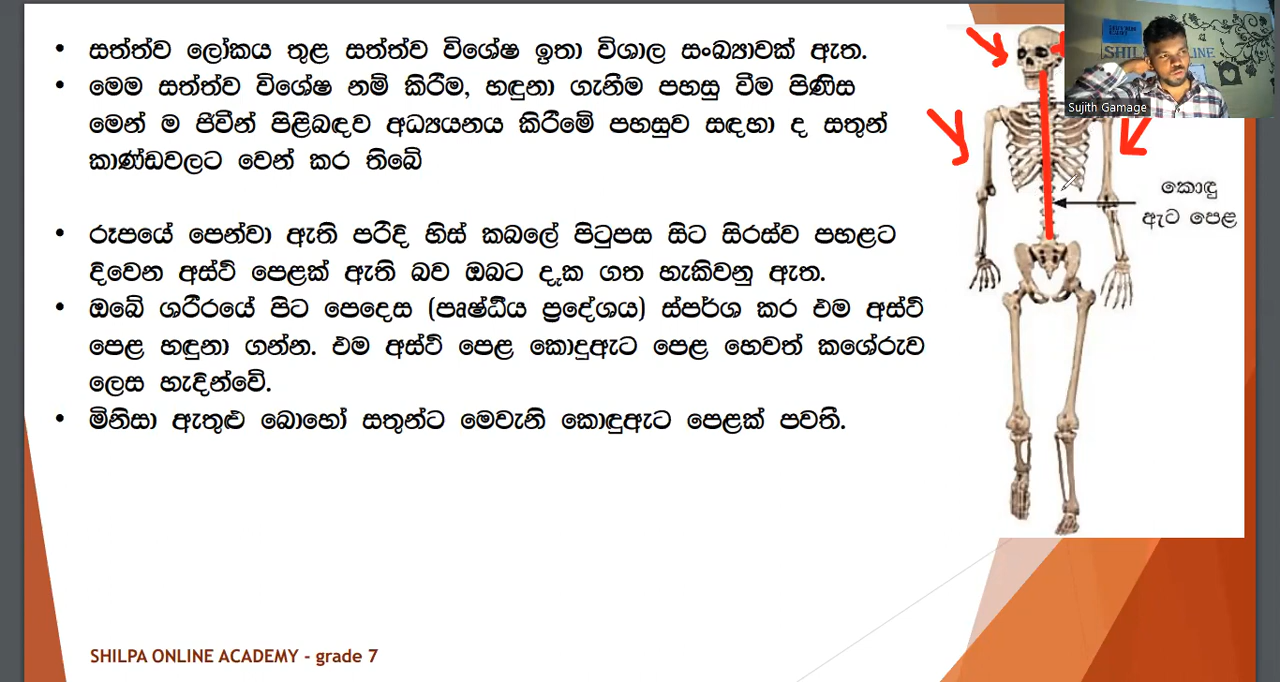 සත්ත්ව ලෝකය තුළ සත්ත්ව විශේෂ ඉතා විශාල සංඛ්‍යාවක් ඇත.
මෙම සත්ත්ව විශේෂ නම් කිරීම, හඳුනා ගැනීම පහසු වීම පිණිස
මෙන් ම ජීවීන් පිළිබඳව අධ්‍යයනය කිරීමේ පහසුව සඳහා ද සතුන්
කාණ්ඩවලට වෙන් කර තිබේ
රූපයේ පෙන්වා ඇති පරිදි හිස් කබලේ පිටුපස සිට සිරස්ව පහළට
දිවෙන අස්ථි පෙළක් ඇති බව ඔබට දැක ගත හැකිවනු ඇත.
ඔබේ ශරීරයේ පිට පෙදෙස (පෘෂ්ඨීය ප්‍රදේශය) ස්පර්ශ කර එම අස්ථි
පෙළ හඳුනා ගන්න. එම අස්ථි පෙළ කොදුඇට පෙළ හෙවත් කශේරුව
ලෙස හැඳින්වේ.
මිනිසා ඇතුළු බොහෝ සතුන්ට මෙවැනි කොඳුඇට පෙළක් පවතී.
කොඳු
ඇට පෙළ
Sujith Gamage
SHILPA ONLINE ACADEMY - grade 7